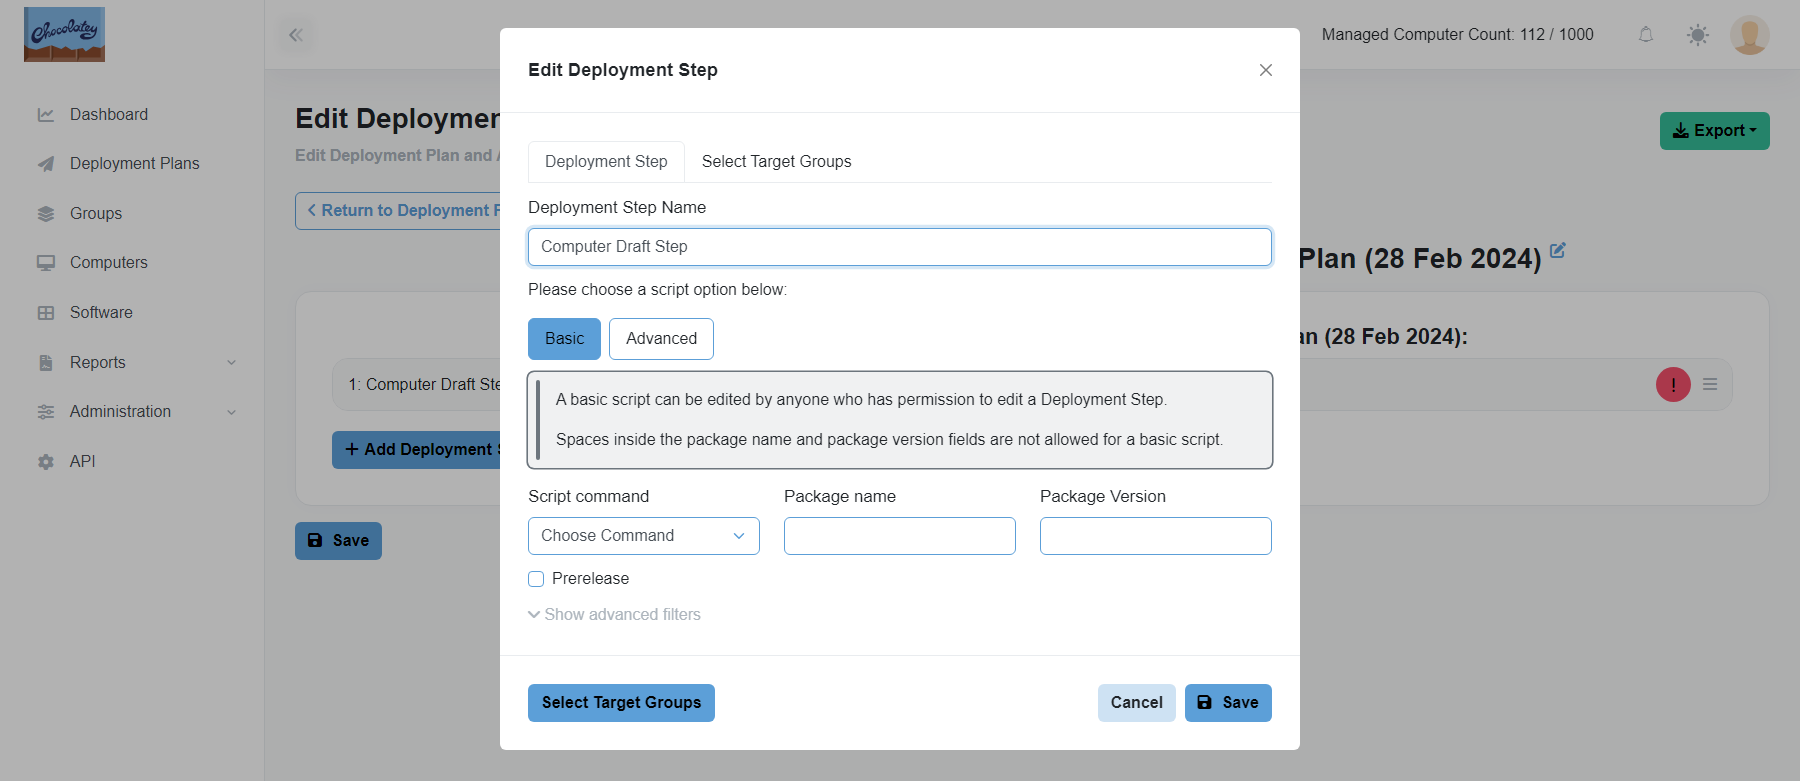 Chocolatey
Managed Computer Count: 112 / 1000
Dashboard
Deployment Plans
Groups
Computers
Software
Reports
Administration
API
Edit Deploymen
Edit Deployment Plan and
Return to Deployment
Export
Plan (28 Feb 2024)
an (28 Feb 2024):
1: Computer Draft Ste
!
+ Add Deployment S
Save
Edit Deployment Step
Deployment Step
Select Target Groups
Deployment Step Name
Computer Draft Step
Please choose a script option below:
Basic
Advanced
A basic script can be edited by anyone who has permission to edit a Deployment Step.
Spaces inside the package name and package version fields are not allowed for a basic script.
Script command
Package name
Package Version
Choose Command
Prerelease
Show advanced filters
Select Target Groups
Cancel
Save